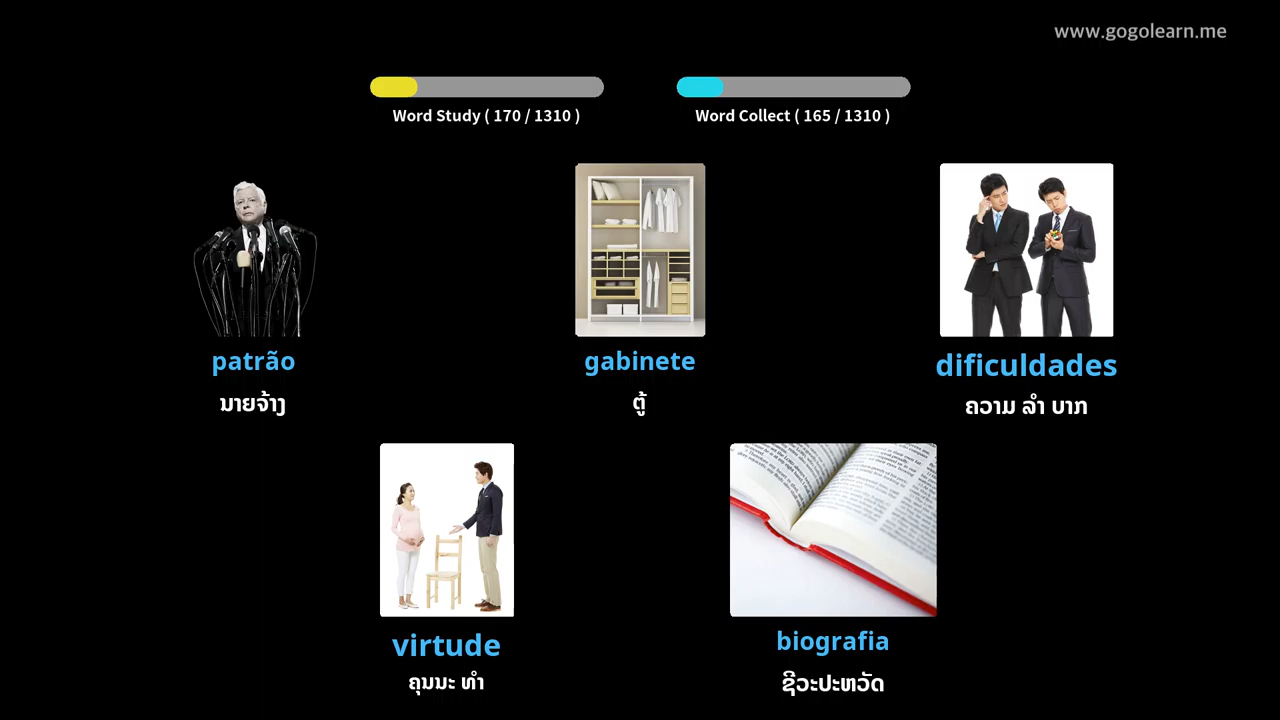 www.gogolearn.me
Word Study ( 170 / 1310 )
Word Collect ( 165 / 1310 )
patrão
ນາຍຈ້າງ
gabinete
ຕູ້
dificuldades
ຄວາມ ລຳ ບາກ
virtude
ຄຸນນະ ທຳ
biografia
ຊີວະປະຫວັດ